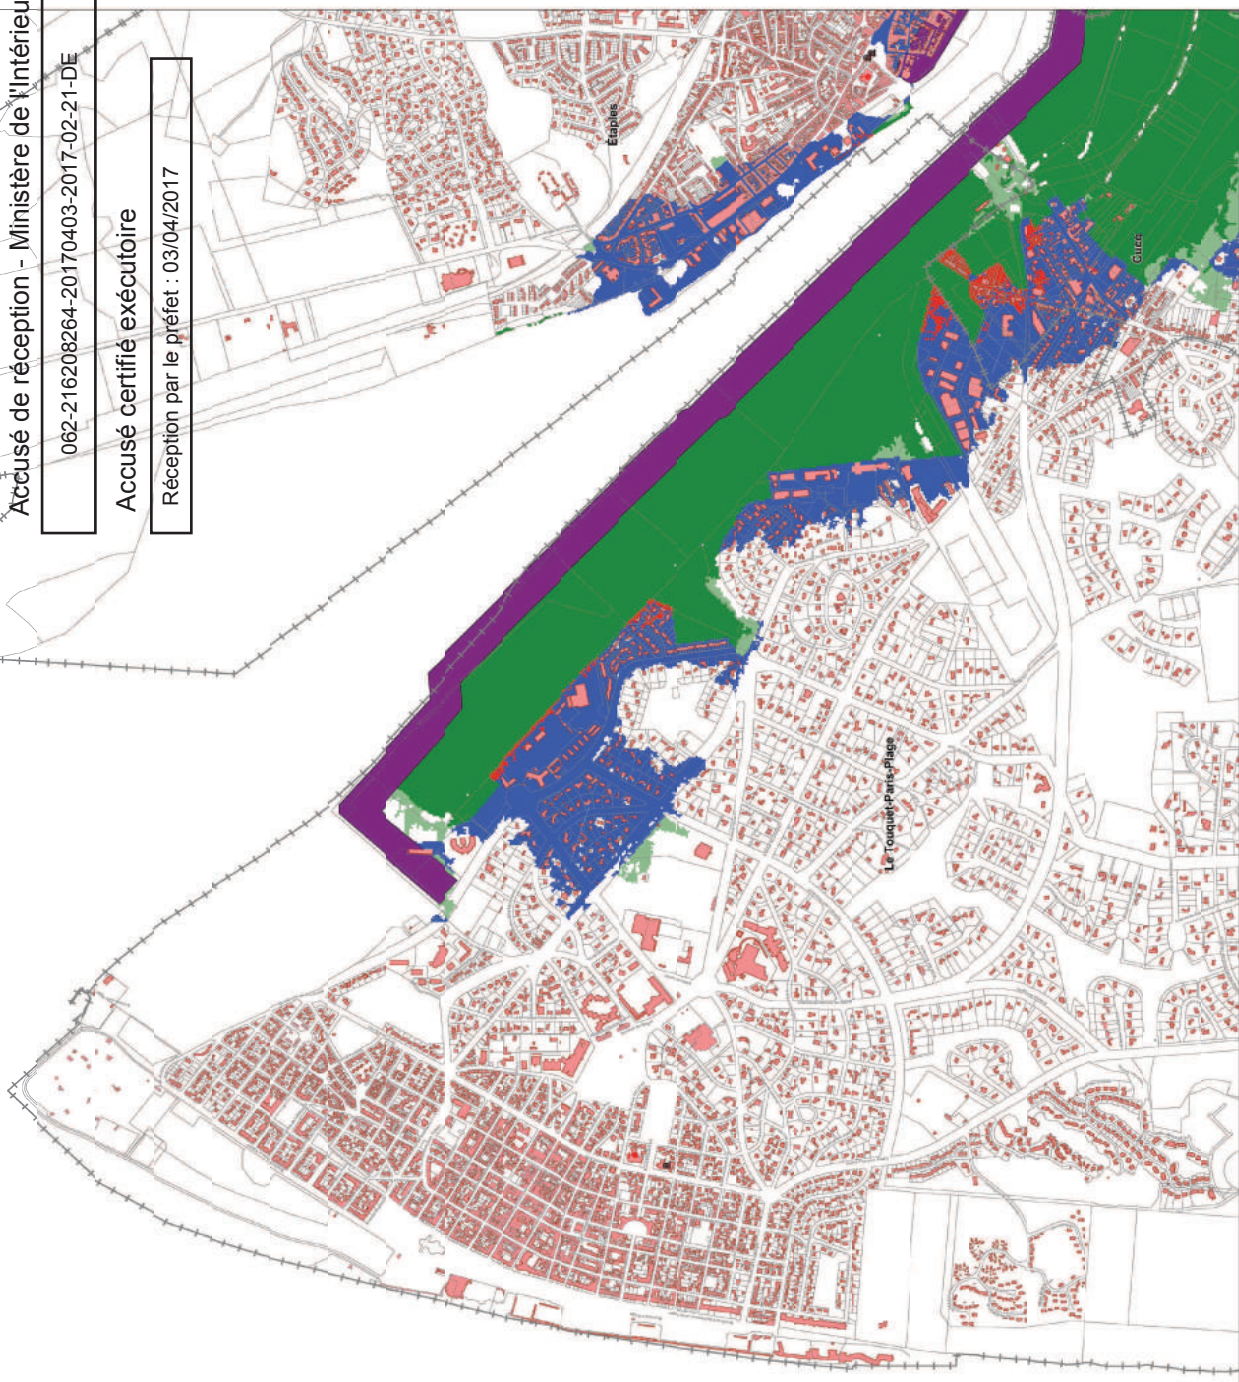 Accusé de réception - Ministère de l'Intérieu
062-216208264-20170403-2017-02-21-DE
Accusé certifié exécutoire
Réception par le préfet : 03/04/2017
Etaples
Cucq
Le Touquet-Paris-Plage